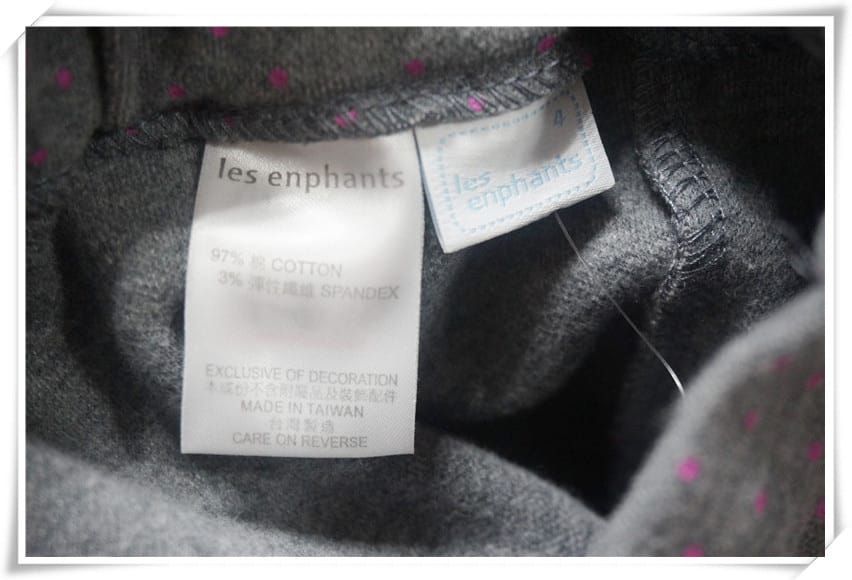 les enphants
97% 棉 COTTON
3% 彈性纖維 SPANDEX
EXCLUSIVE OF DECORATION
本成份不含附屬品及裝飾配件
MADE IN TAIWAN
台灣製造
CARE ON REVERSE
4
les
enphants